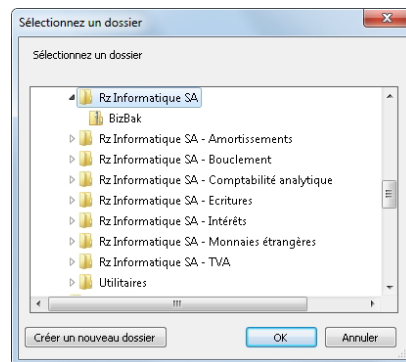 Sélectionnez un dossier
Sélectionnez un dossier
Rz Informatique SA
BizBak
Rz Informatique SA - Amortissements
Rz Informatique SA - Bouclement
Rz Informatique SA - Comptabilité analytique
Rz Informatique SA - Ecritures
Rz Informatique SA - Intérêts
Rz Informatique SA - Monnaies étrangères
Rz Informatique SA - TVA
Utilitaires
Créer un nouveau dossier OK Annuler